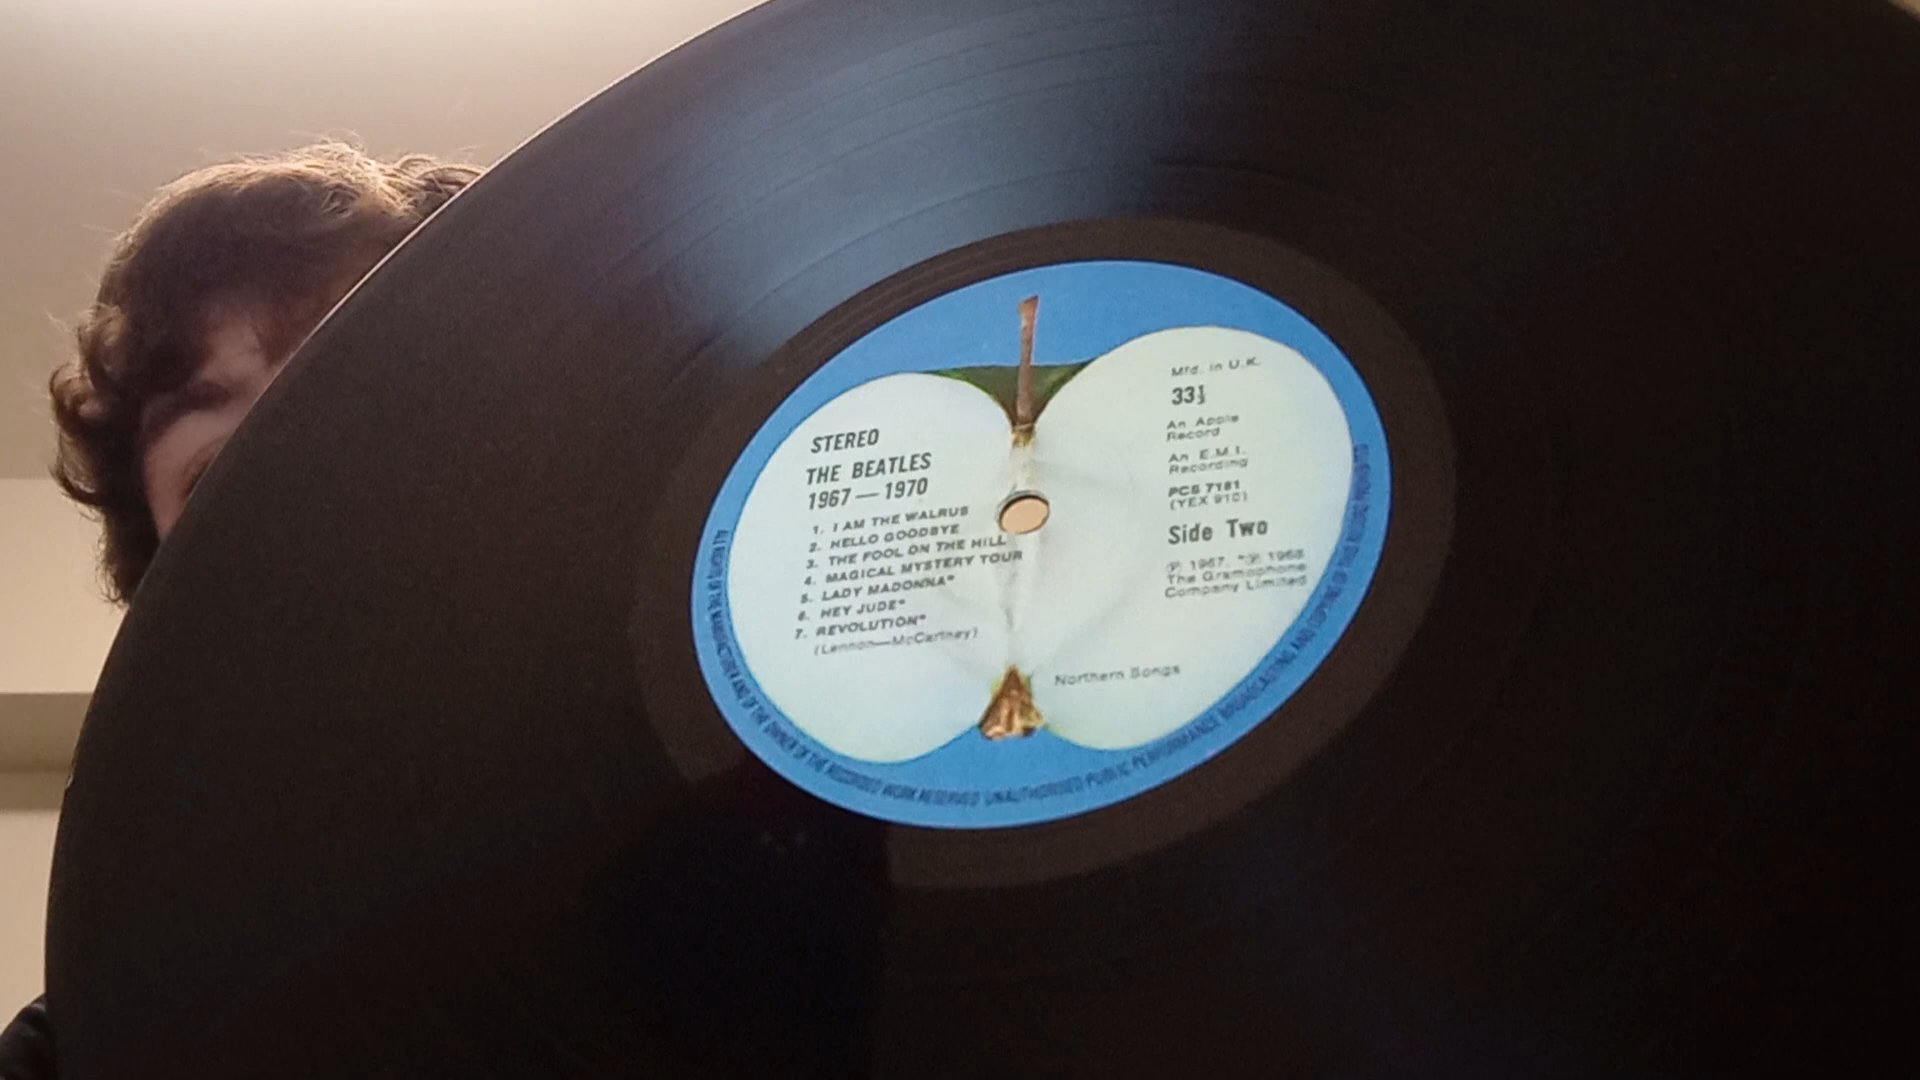 STEREO
THE BEATLES
1967—1970
1. I AM THE WALRUS
2. HELLO GOODBYE
3. THE FOOL ON THE HILL
4. MAGICAL MYSTERY TOUR
5. LADY MADONNA*
6. HEY JUDE*
7. REVOLUTION*
(Lennon—McCartney)
Mfd. in U.K.
33⅓
An Apple
Record
An E.M.I.
Recording
PCS 7181
(YEX 910)
Side Two
℗ 1967. *℗ 1968
The Gramophone
Company Limited
Northern Songs
ALL RIGHTS OF THE MANUFACTURER AND OF THE OWNER OF THE RECORDED WORK RESERVED UNAUTHORISED PUBLIC PERFORMANCE BROADCASTING AND COPYING OF THIS RECORD PROHIBITED